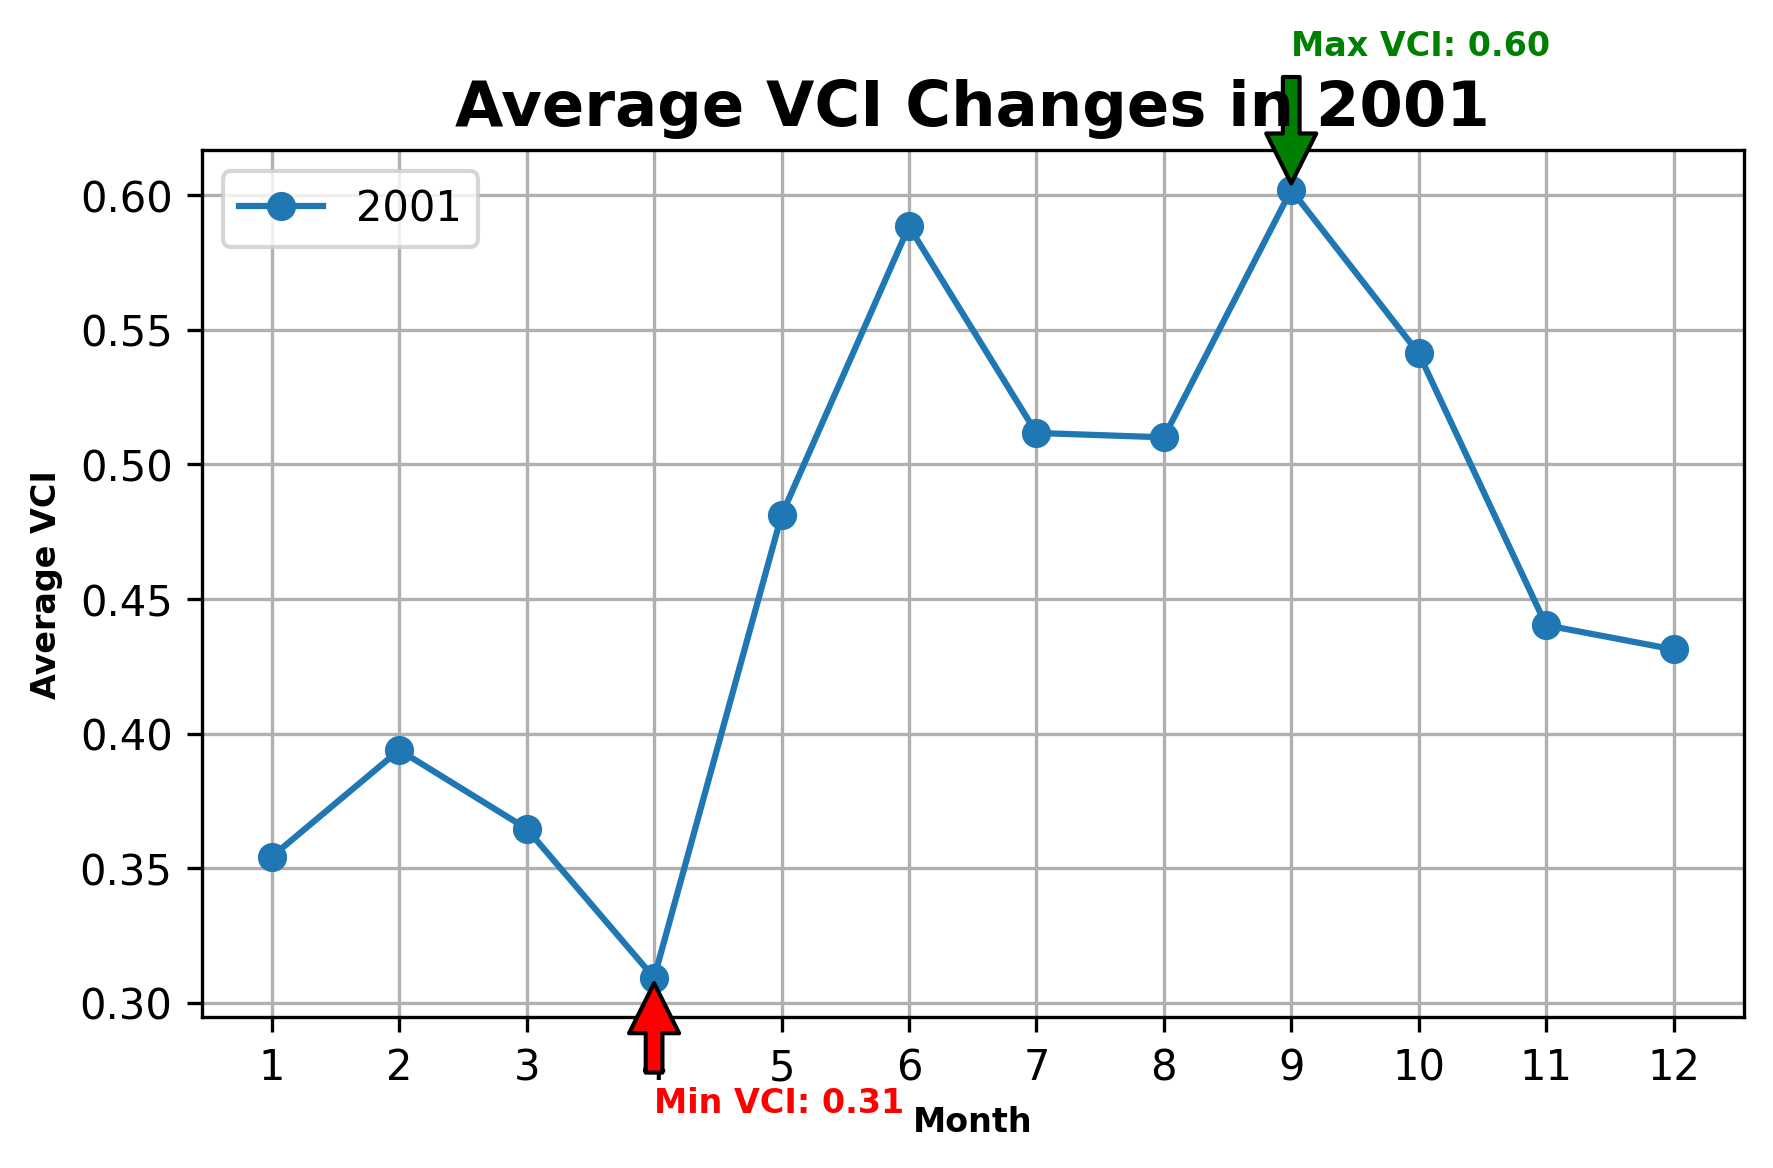 Max VCI: 0.60
Average VCI Changes in 2001
2001
Average VCI
0.60
0.55
0.50
0.45
0.40
0.35
0.30
1 2 3 5 6 7 8 9 10 11 12
Min VCI: 0.31
Month